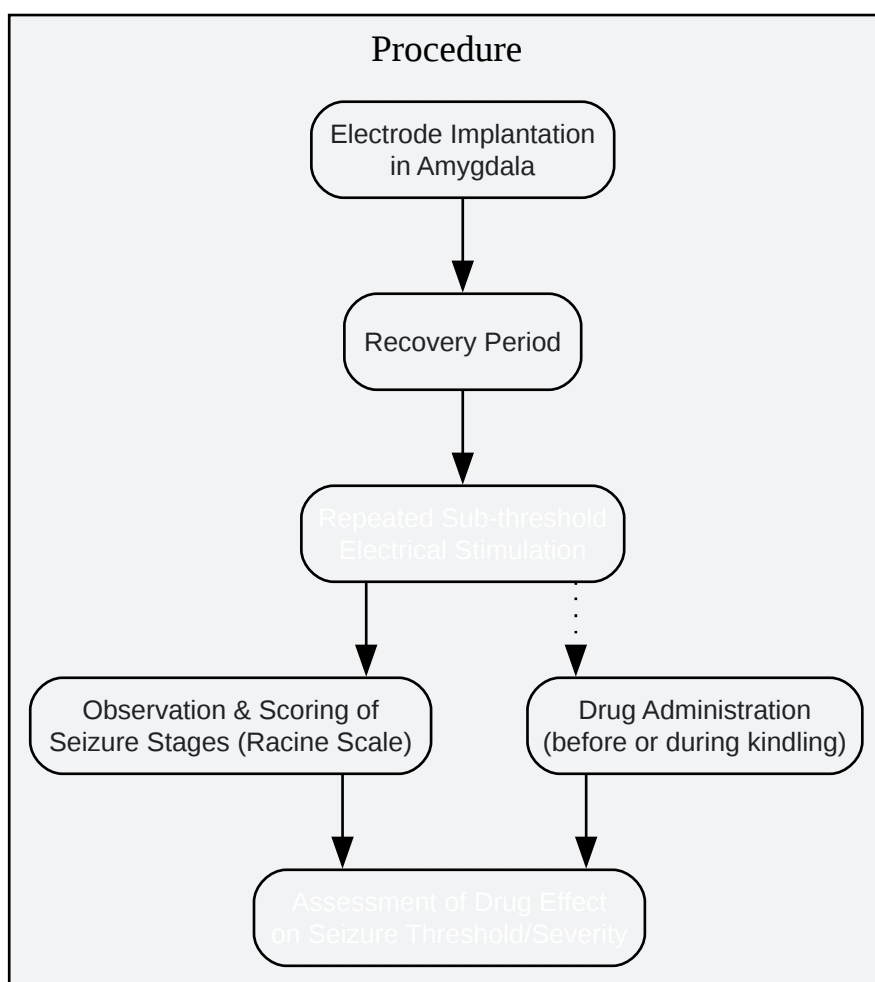 Procedure
Electrode Implantation
in Amygdala
Recovery Period
Repeated Sub-threshold
Electrical Stimulation
Observation & Scoring of
Seizure Stages (Racine Scale)
Drug Administration
(before or during kindling)
Assessment of Drug Effect
on Seizure Threshold/Severity